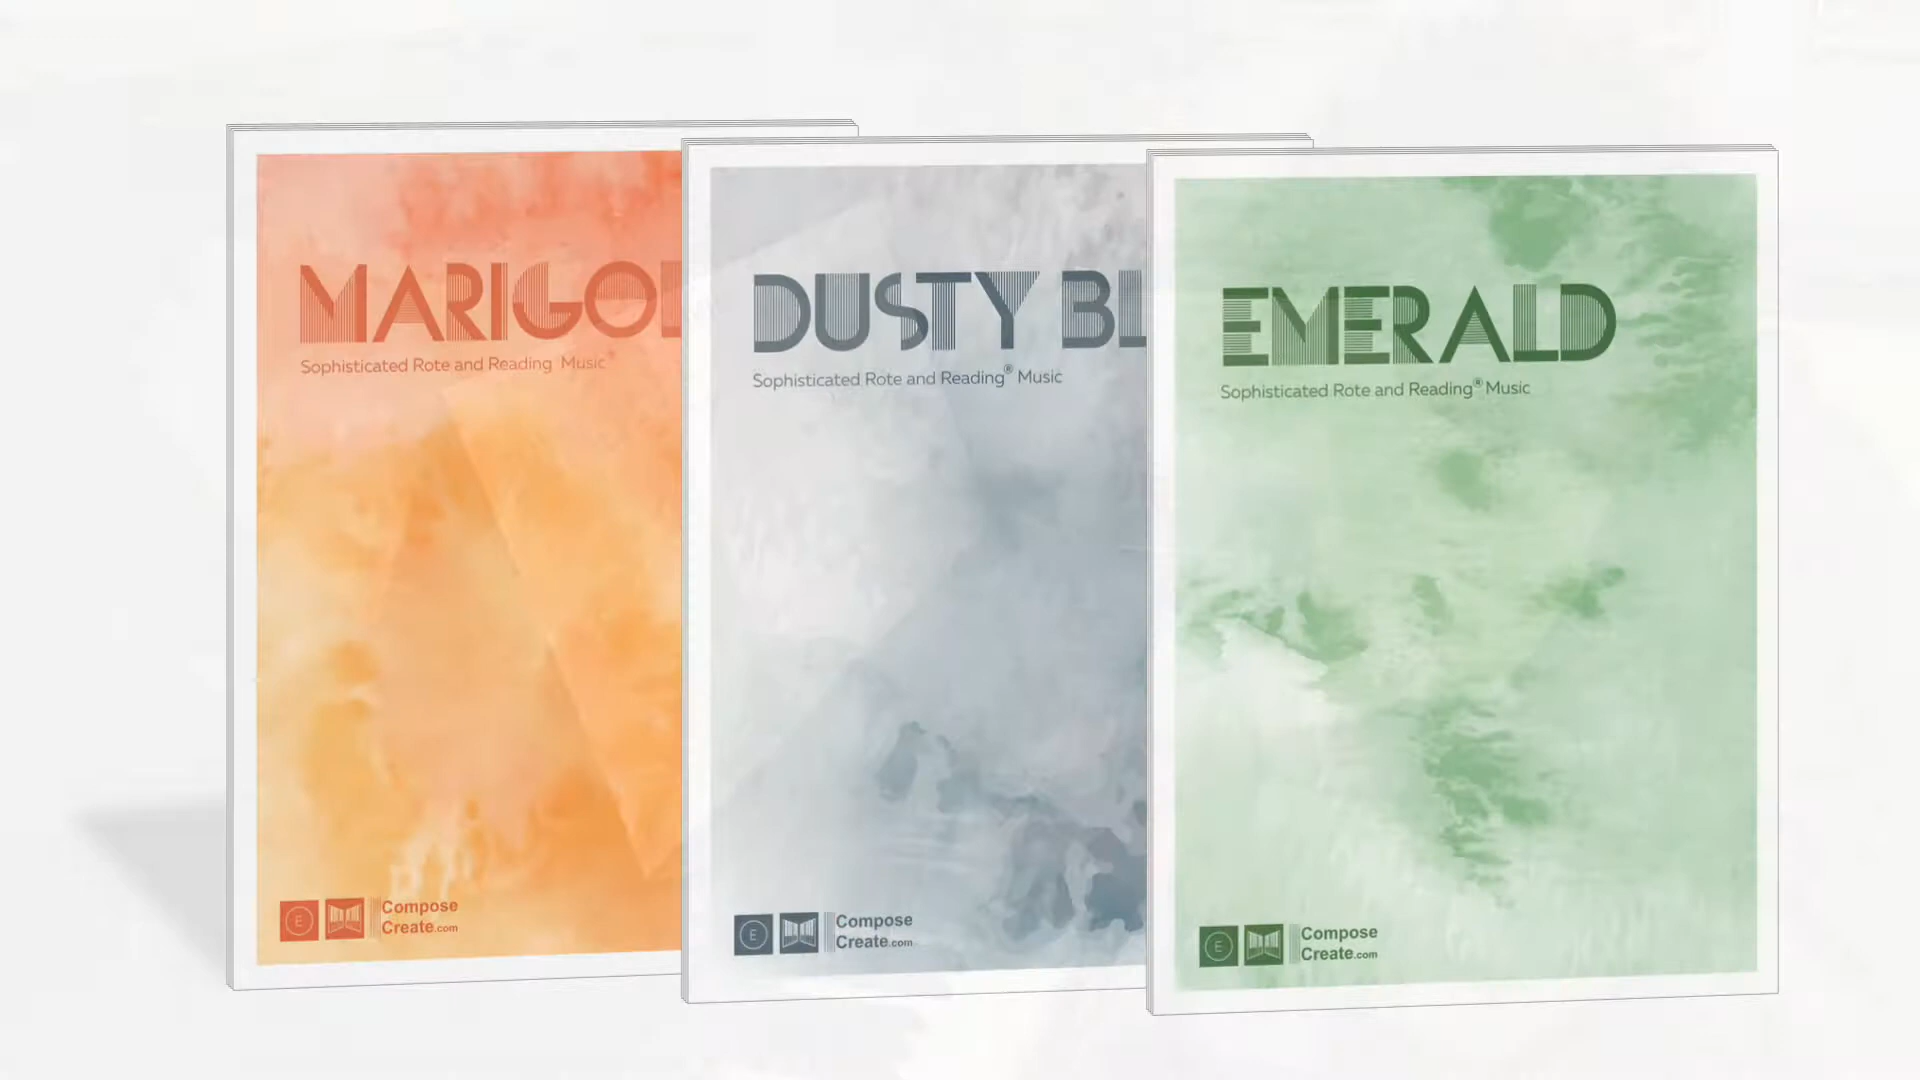 MARIGOL
Sophisticated Rote and Reading Music®
Compose
Create.com
DUSTY BL
Sophisticated Rote and Reading® Music
Compose
Create.com
EMERALD
Sophisticated Rote and Reading® Music
Compose
Create.com
E
E
E